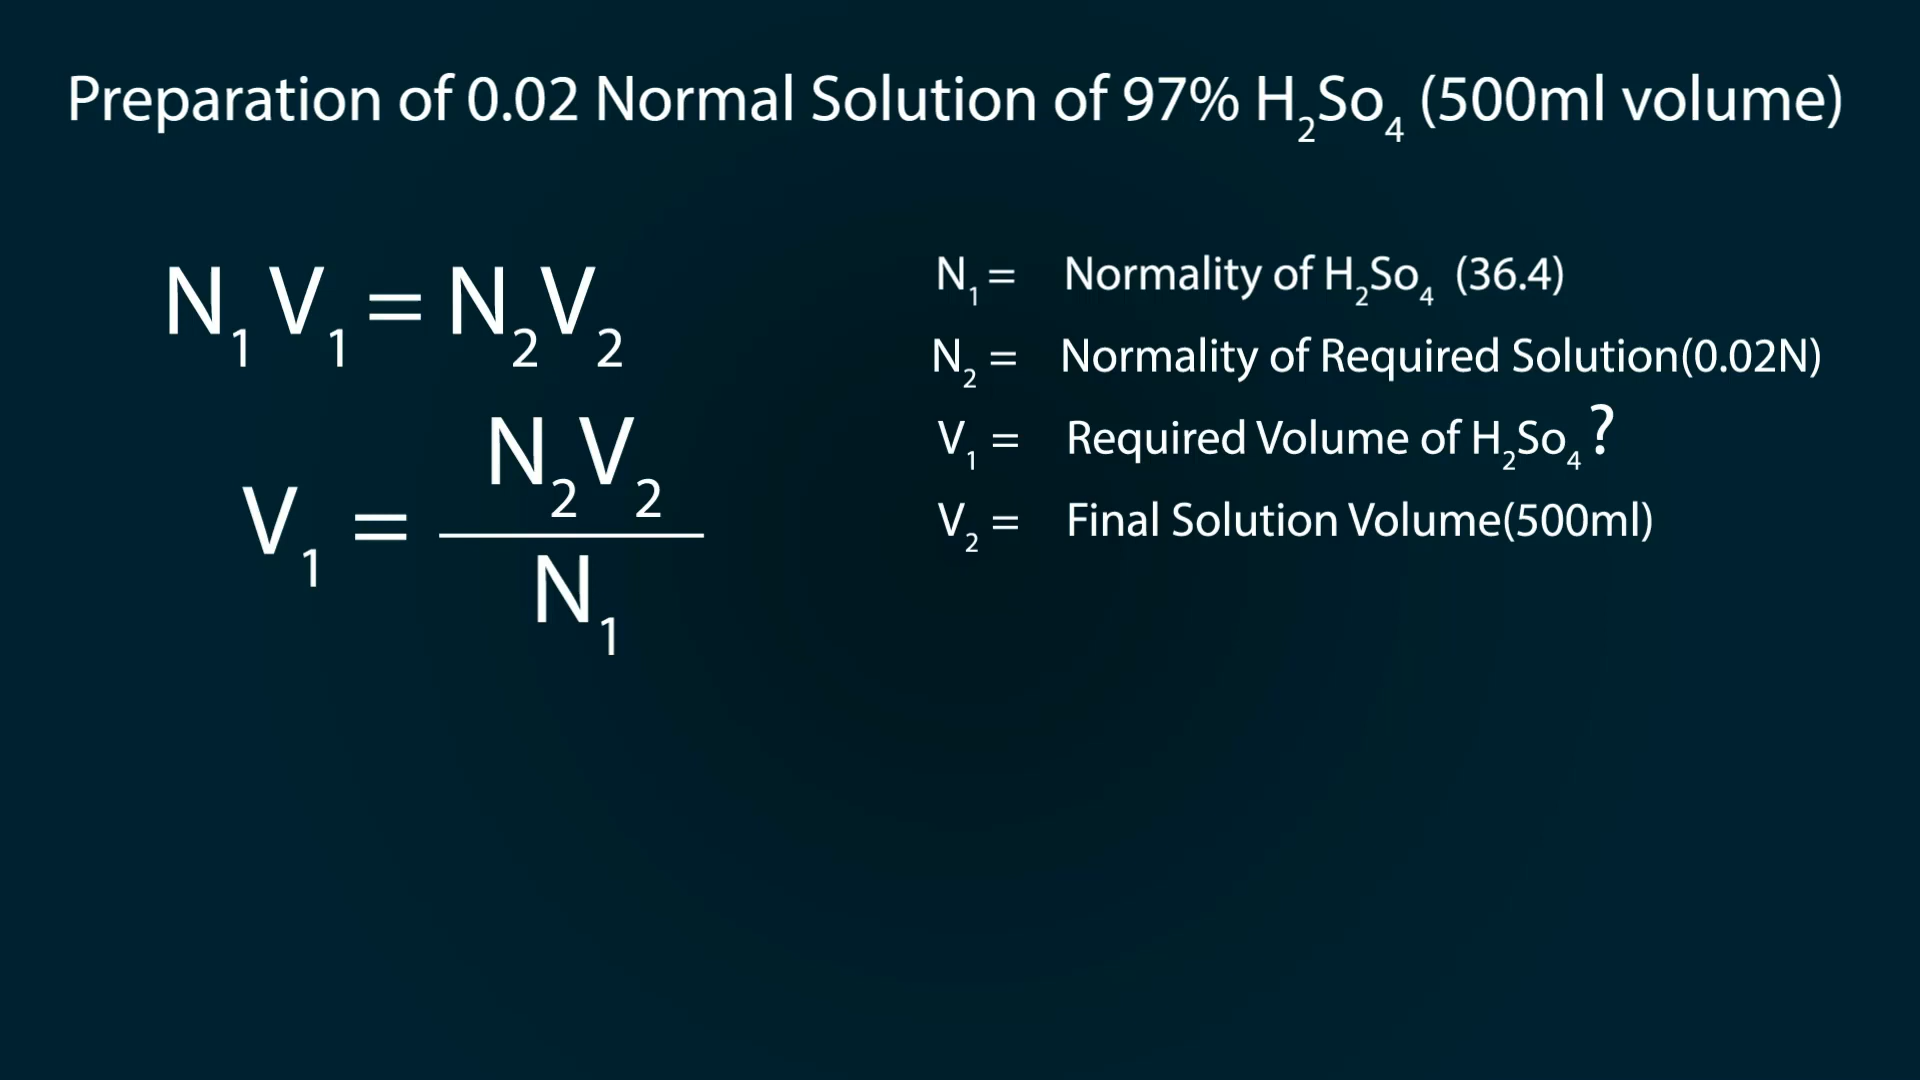 Preparation of 0.02 Normal Solution of 97% H₂So₄ (500ml volume)
N₁V₁ = N₂V₂
V₁ = N₂V₂
N₁
N₁ = Normality of H₂So₄ (36.4)
N₂ = Normality of Required Solution(0.02N)
V₁ = Required Volume of H₂So₄ ?
V₂ = Final Solution Volume(500ml)